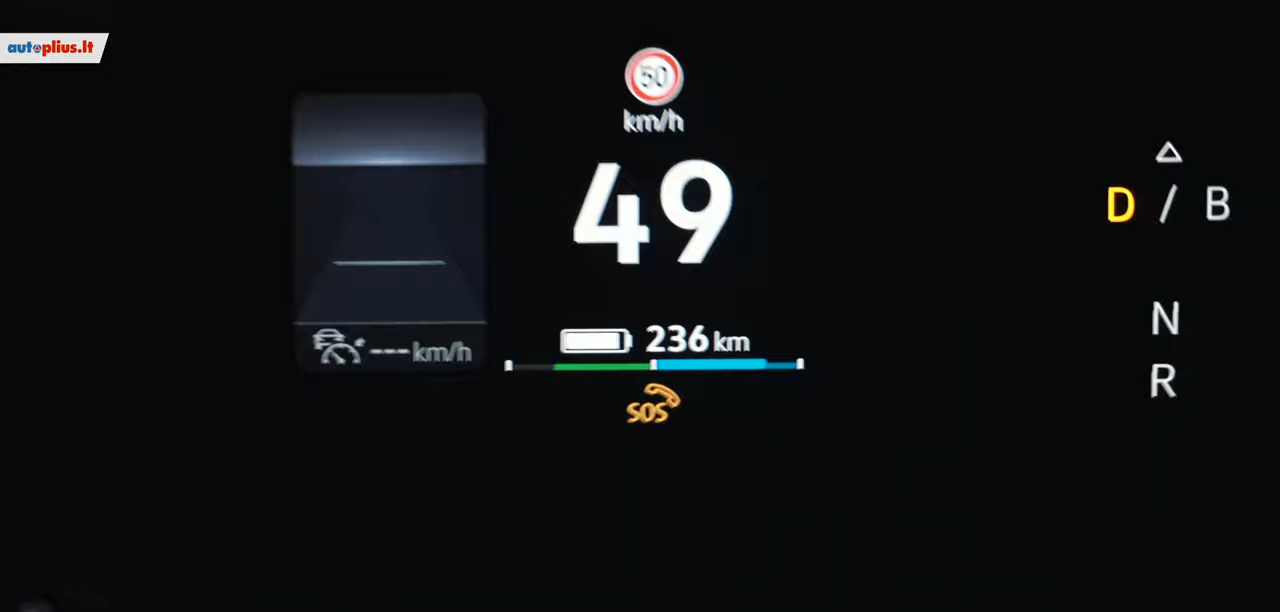 autoplius.lt
50
km/h
49
D / B
N
--- km/h
236 km
R
SOS